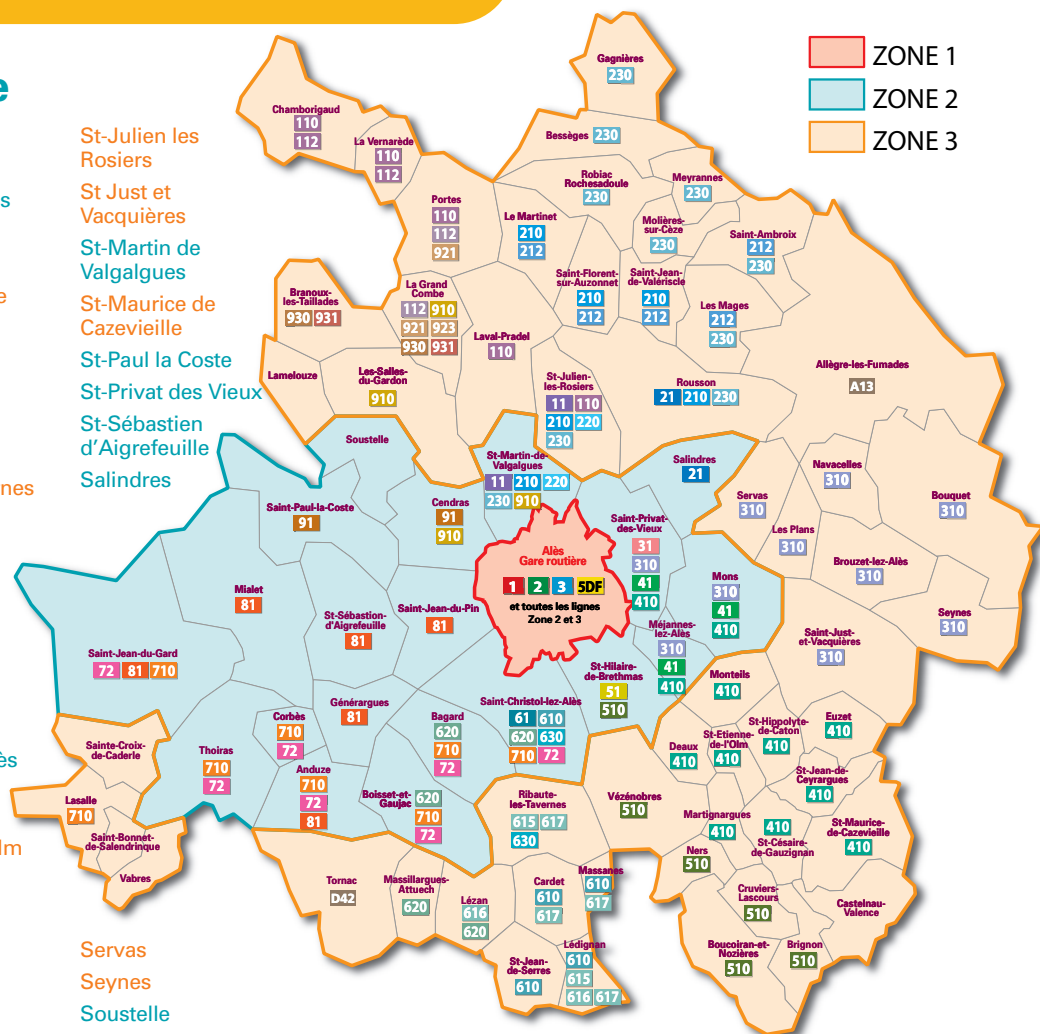 e
s
e
nes
ès
lm
St-Julien les
Rosiers
St Just et
Vacquières
St-Martin de
Valgalgues
St-Maurice de
Cazevieille
St-Paul la Coste
St-Privat des Vieux
St-Sébastien
d'Aigrefeuille
Salindres
Servas
Seynes
Soustelle
ZONE 1
ZONE 2
ZONE 3
Gagnières
230
Chamborigaud
110
112
La Vernarède
110
112
Bessèges 230
Robiac
Rochesadoule
230
Meyrannes
230
Portes
110
112
921
Le Martinet
210
212
Molières-
sur-Cèze
230
Saint-Ambroix
212
230
Branoux-
les-Taillades
930 931
La Grand
Combe
112 910
921 923
930 931
Saint-Florent-
sur-Auzonnet
210
212
Saint-Jean-
de-Valériscle
210
212
Les Mages
212
230
Laval-Pradel
110
Lamelouze
Les-Salles-
du-Gardon
910
St-Julien-
les-Rosiers
11 110
210 220
230
Rousson
21 210 230
Allègre-les-Fumades
A13
Soustelle
St-Martin-de-
Valgalgues
11 210 220
230 910
Salindres
21
Navacelles
310
Servas
310
Bouquet
310
Saint-Paul-la-Coste
91
Cendras
91
910
Saint-Privat-
des-Vieux
31
310
41
410
Les Plans
310
Alès
Gare routière
1 2 3 5DF
et toutes les lignes
Zone 2 et 3
Mons
310
41
410
Brouzet-lez-Alès
310
Mialet
81
St-Sébastion-
d'Aigrefeuille
81
Saint-Jean-du-Pin
81
Seynes
310
Méjannes-
lez-Alès
310
41
410
Saint-Just-
et-Vacquières
310
Saint-Jean-du-Gard
72 81 710
St-Hilaire-
de-Brethmas
51
510
Monteils
410
Générargues
81
Saint-Christol-lez-Alès
61 610
620 630
710 72
Corbès
710
72
Bagard
620
710
72
St-Hippolyte-
de-Caton
410
Euzet
410
Sainte-Croix-
de-Caderle
Thoiras
710
72
Deaux
410
St-Etienne-
de-l'Olm
410
Anduze
710
72
81
St-Jean-de-
Ceyrargues
410
Lasalle
710
Boisset-et-
Gaujac
620
710
72
Ribaute-
les-Tavernes
615 617
630
Vézénobres
510
Martignargues
410
410
St-Césaire-
de-Gauzignan
St-Maurice-
de-Cazevieille
410
Saint-Bonnet-
de-Salendrinque
Ners
510
Vabres
Tornac
D42
Massillargues-
Attuech
620
Lézan
616
620
Cardet
610
617
Massanes
610
617
Cruviers-
Lascours
510
Castelnau-
Valence
St-Jean-
de-Serres
610
Lédignan
610
615
616 617
Boucoiran-et-
Nozières
510
Brignon
510